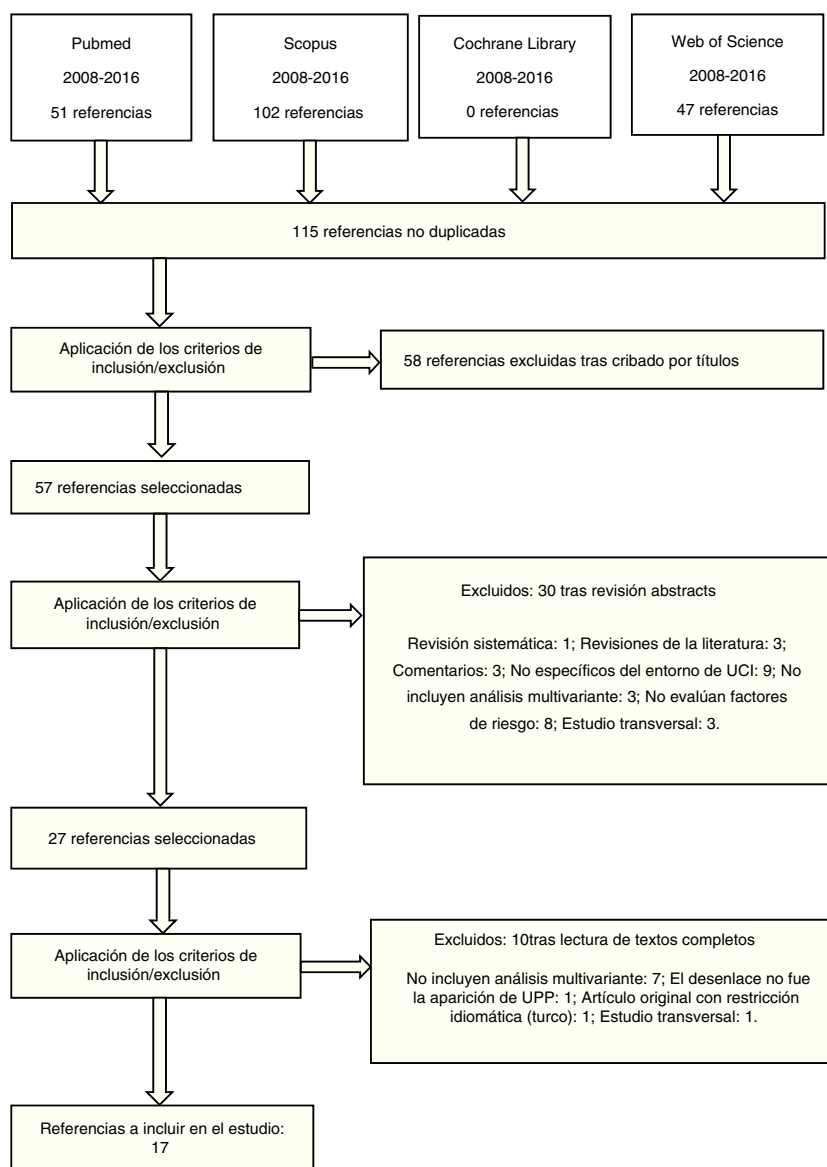 Pubmed
2008-2016
51 referencias
Scopus
2008-2016
102 referencias
Cochrane Library
2008-2016
0 referencias
Web of Science
2008-2016
47 referencias
115 referencias no duplicadas
Aplicación de los criterios de
inclusión/exclusión
58 referencias excluidas tras cribado por títulos
57 referencias seleccionadas
Aplicación de los criterios de
inclusión/exclusión
Excluidos: 30 tras revisión abstracts
Revisión sistemática: 1; Revisiones de la literatura: 3;
Comentarios: 3; No específicos del entorno de UCI: 9; No
incluyen análisis multivariante: 3; No evalúan factores
de riesgo: 8; Estudio transversal: 3.
27 referencias seleccionadas
Aplicación de los criterios de
inclusión/exclusión
Excluidos: 10tras lectura de textos completos
No incluyen análisis multivariante: 7; El desenlace no fue
la aparición de UPP: 1; Artículo original con restricción
idiomática (turco): 1; Estudio transversal: 1.
Referencias a incluir en el estudio:
17